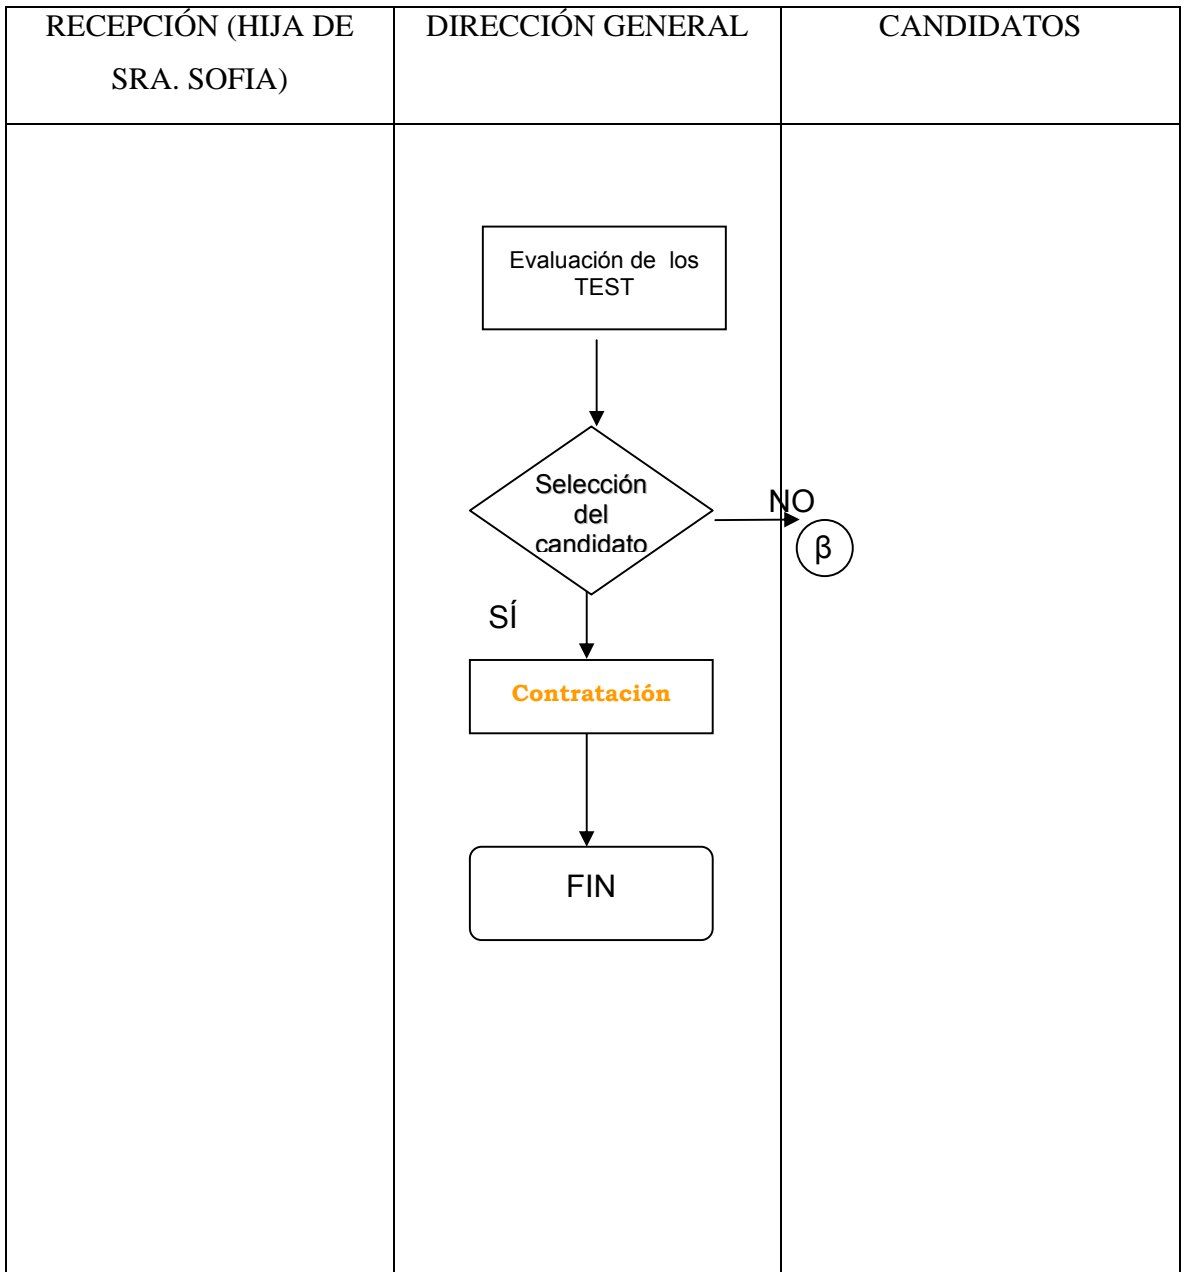 RECEPCIÓN (HIJA DE
SRA. SOFIA)
DIRECCIÓN GENERAL
CANDIDATOS
Evaluación de los
TEST
Selección
del
candidato
NO
β
SÍ
Contratación
FIN